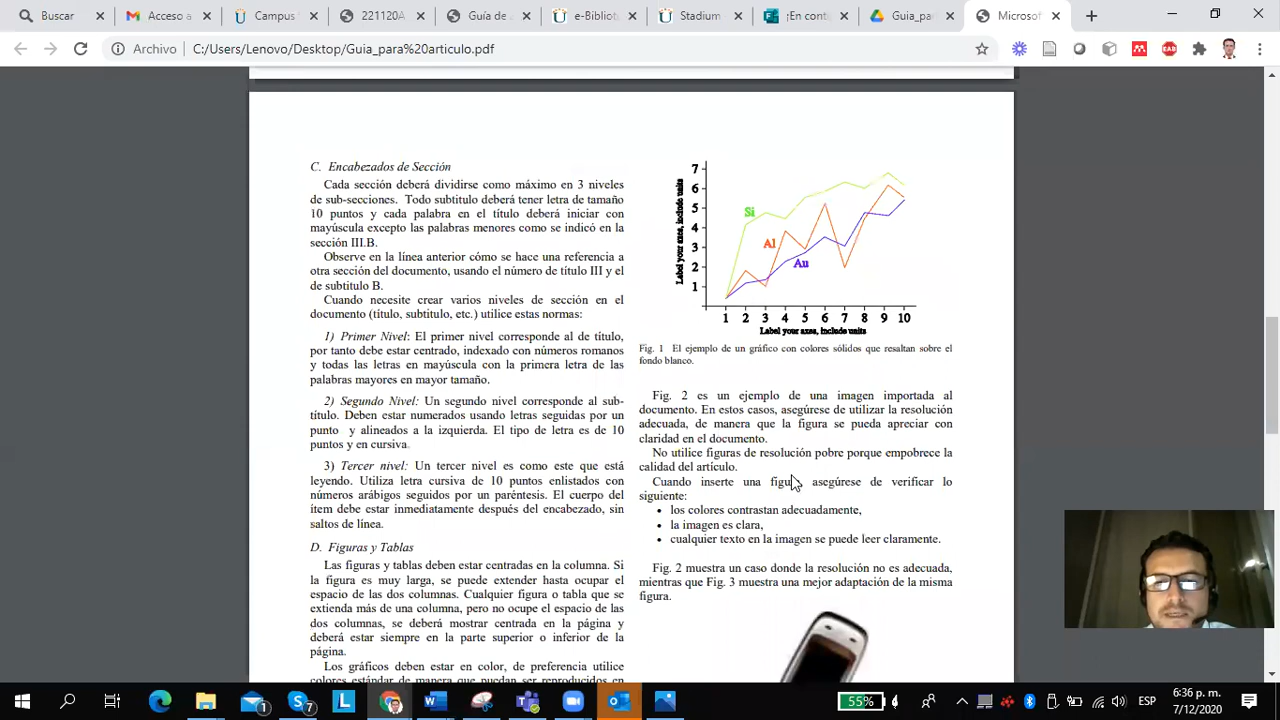 Buscar
Acceso a
Campus
221120A
Guía de
e-Bibliot
Stadium
¡En conti
Guia_par
Microsof
Archivo
C:/Users/Lenovo/Desktop/Guia_para%20articulo.pdf
C. Encabezados de Sección
Cada sección deberá dividirse como máximo en 3 niveles
de sub-secciones. Todo subtitulo deberá tener letra de tamaño
10 puntos y cada palabra en el título deberá iniciar con
mayúscula excepto las palabras menores como se indicó en la
sección III.B.
Observe en la línea anterior cómo se hace una referencia a
otra sección del documento, usando el número de título III y el
de subtitulo B.
Cuando necesite crear varios niveles de sección en el
documento (título, subtitulo, etc.) utilice estas normas:
1) Primer Nivel: El primer nivel corresponde al de título,
por tanto debe estar centrado, indexado con números romanos
y todas las letras en mayúscula con la primera letra de las
palabras mayores en mayor tamaño.
2) Segundo Nivel: Un segundo nivel corresponde al sub-
título. Deben estar numerados usando letras seguidas por un
punto y alineados a la izquierda. El tipo de letra es de 10
puntos y en cursiva.
3) Tercer nivel: Un tercer nivel es como este que está
leyendo. Utiliza letra cursiva de 10 puntos enlistados con
números arábigos seguidos por un paréntesis. El cuerpo del
ítem debe estar inmediatamente después del encabezado, sin
saltos de línea.
D. Figuras y Tablas
Las figuras y tablas deben estar centradas en la columna. Si
la figura es muy larga, se puede extender hasta ocupar el
espacio de las dos columnas. Cualquier figura o tabla que se
extienda más de una columna, pero no ocupe el espacio de las
dos columnas, se deberá mostrar centrada en la página y
deberá estar siempre en la parte superior o inferior de la
página.
Los gráficos deben estar en color, de preferencia utilice
colores estándar de manera que puedan ser reproducidos en
7
6
5
4
3
2
1
Label your axes, include units
Si
Al
Au
1 2 3 4 5 6 7 8 9 10
Label your axes, include units
Fig. 1 El ejemplo de un gráfico con colores sólidos que resaltan sobre el
fondo blanco.
Fig. 2 es un ejemplo de una imagen importada al
documento. En estos casos, asegúrese de utilizar la resolución
adecuada, de manera que la figura se pueda apreciar con
claridad en el documento.
No utilice figuras de resolución pobre porque empobrece la
calidad del artículo.
Cuando inserte una figura asegúrese de verificar lo
siguiente:
• los colores contrastan adecuadamente,
• la imagen es clara,
• cualquier texto en la imagen se puede leer claramente.
Fig. 2 muestra un caso donde la resolución no es adecuada,
mientras que Fig. 3 muestra una mejor adaptación de la misma
figura.
55%
ESP
6:36 p. m.
7/12/2020